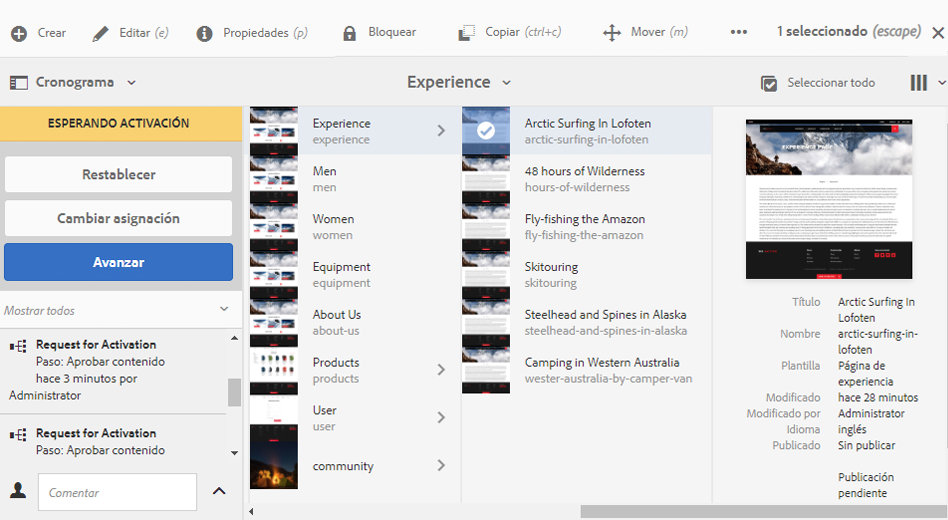 Crear
Editar (e)
Propiedades (p)
Bloquear
Copiar (ctrl+c)
Mover (m)
1 seleccionado (escape)
Cronograma
Experience
Seleccionar todo
ESPERANDO ACTIVACIÓN
Restablecer
Cambiar asignación
Avanzar
Mostrar todos
Request for Activation
Paso: Aprobar contenido
hace 3 minutos por
Administrator
Request for Activation
Paso: Aprobar contenido
Comentar
Experience
experience
Men
men
Women
women
Equipment
equipment
About Us
about-us
Products
products
User
user
community
Arctic Surfing In Lofoten
arctic-surfing-in-lofoten
48 hours of Wilderness
hours-of-wilderness
Fly-fishing the Amazon
fly-fishing-the-amazon
Skitouring
skitouring
Steelhead and Spines in Alaska
steelhead-and-spines-in-alaska
Camping in Western Australia
wester-australia-by-camper-van
EXPERIENCE PAGE
Título Arctic Surfing In
Lofoten
Nombre arctic-surfing-in-
lofoten
Plantilla Página de
experiencia
Modificado hace 28 minutos
Modificado por Administrator
Idioma inglés
Publicado Sin publicar
Publicación
pendiente